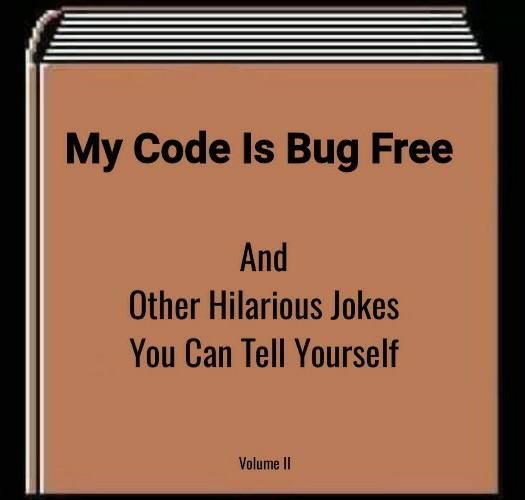 My Code Is Bug Free
And
Other Hilarious Jokes
You Can Tell Yourself
Volume II